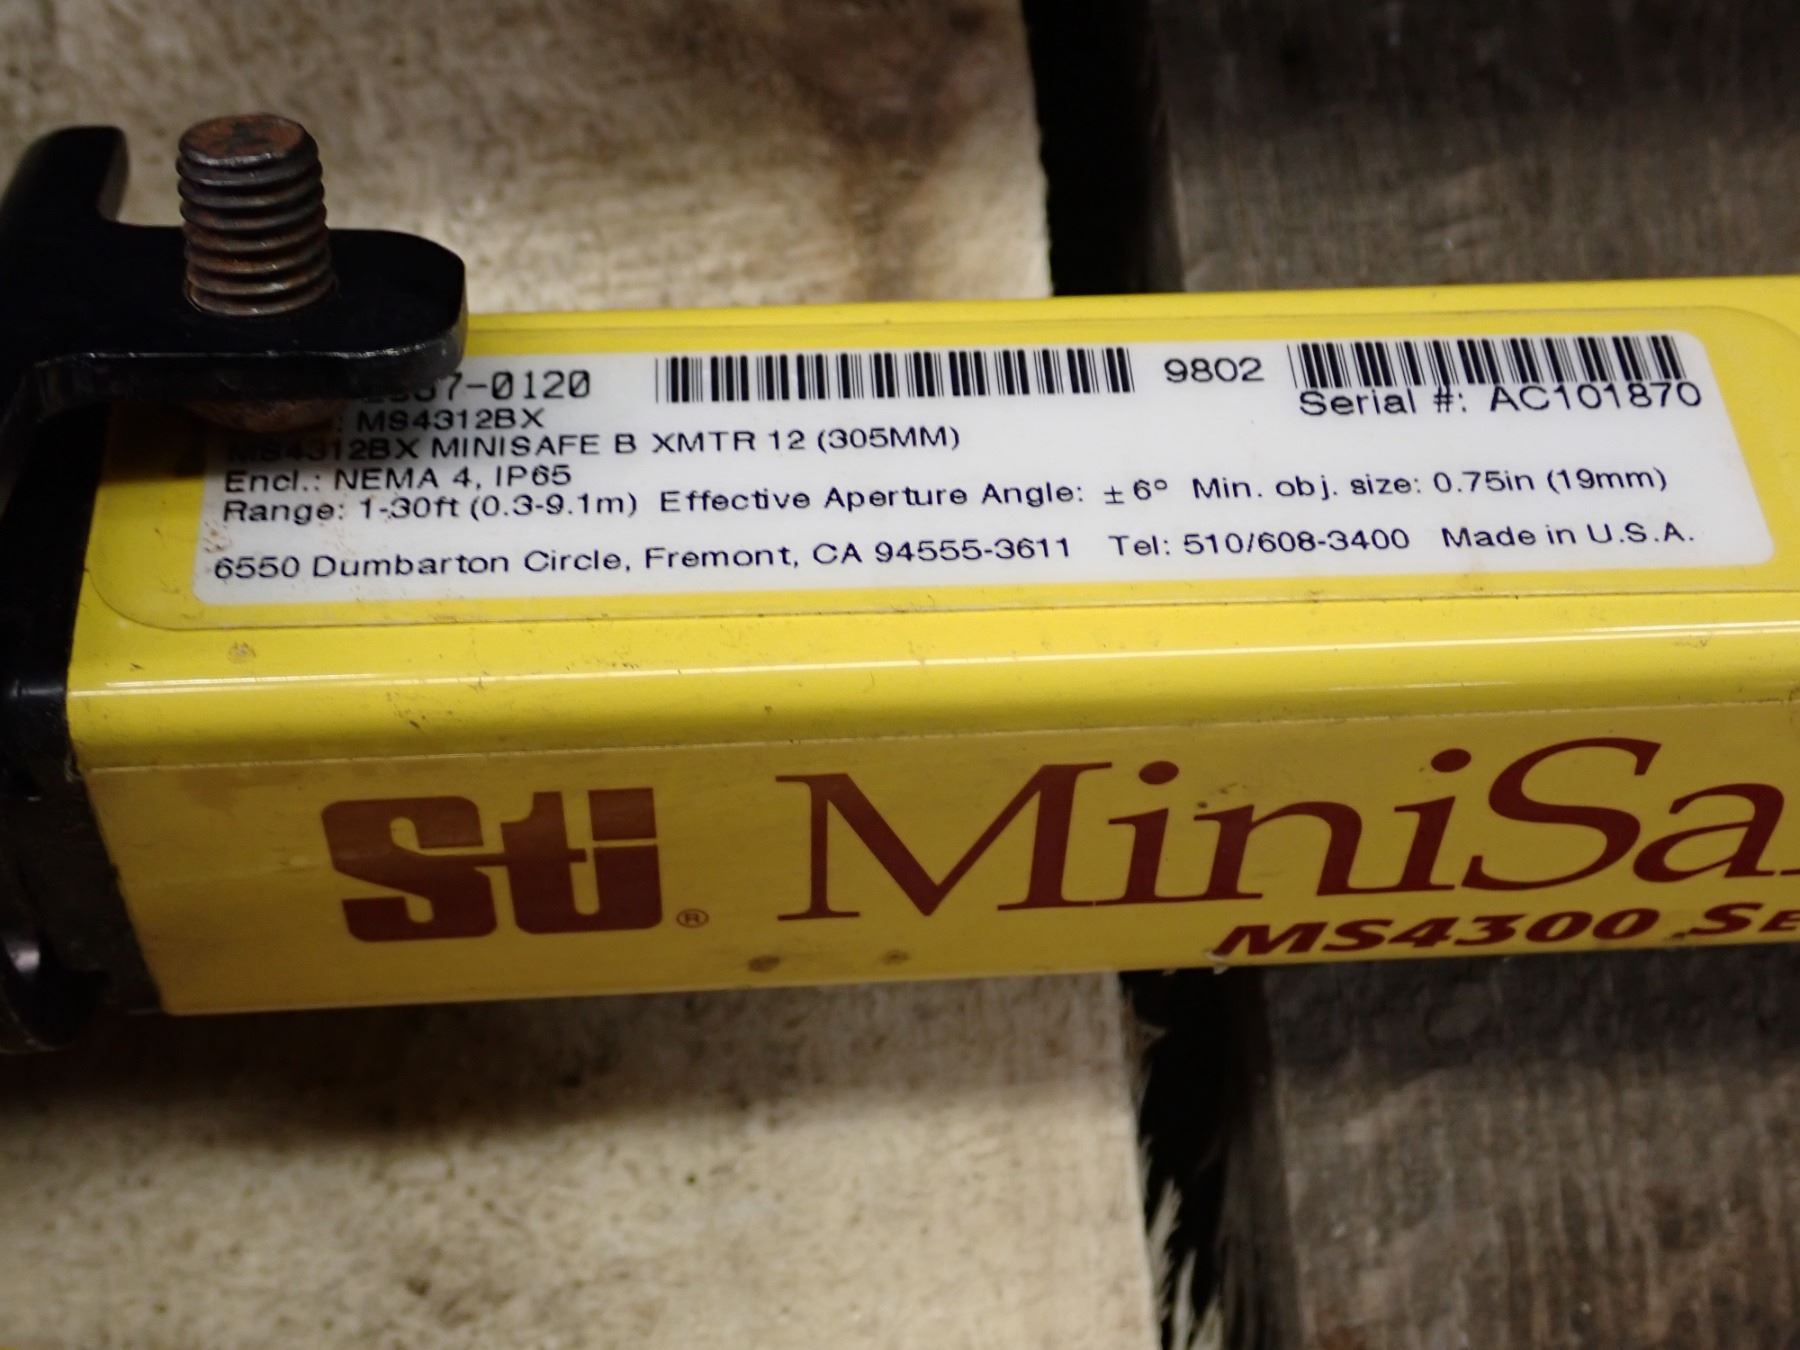 7-0120 9802
: MS4312BX Serial #: AC101870
MS4312BX MINISAFE B XMTR 12 (305MM)
Encl.: NEMA 4, IP65
Range: 1-30ft (0.3-9.1m) Effective Aperture Angle: ± 6° Min. obj. size: 0.75in (19mm)
6550 Dumbarton Circle, Fremont, CA 94555-3611 Tel: 510/608-3400 Made in U.S.A.
Sti® MiniSa
MS4300 Se